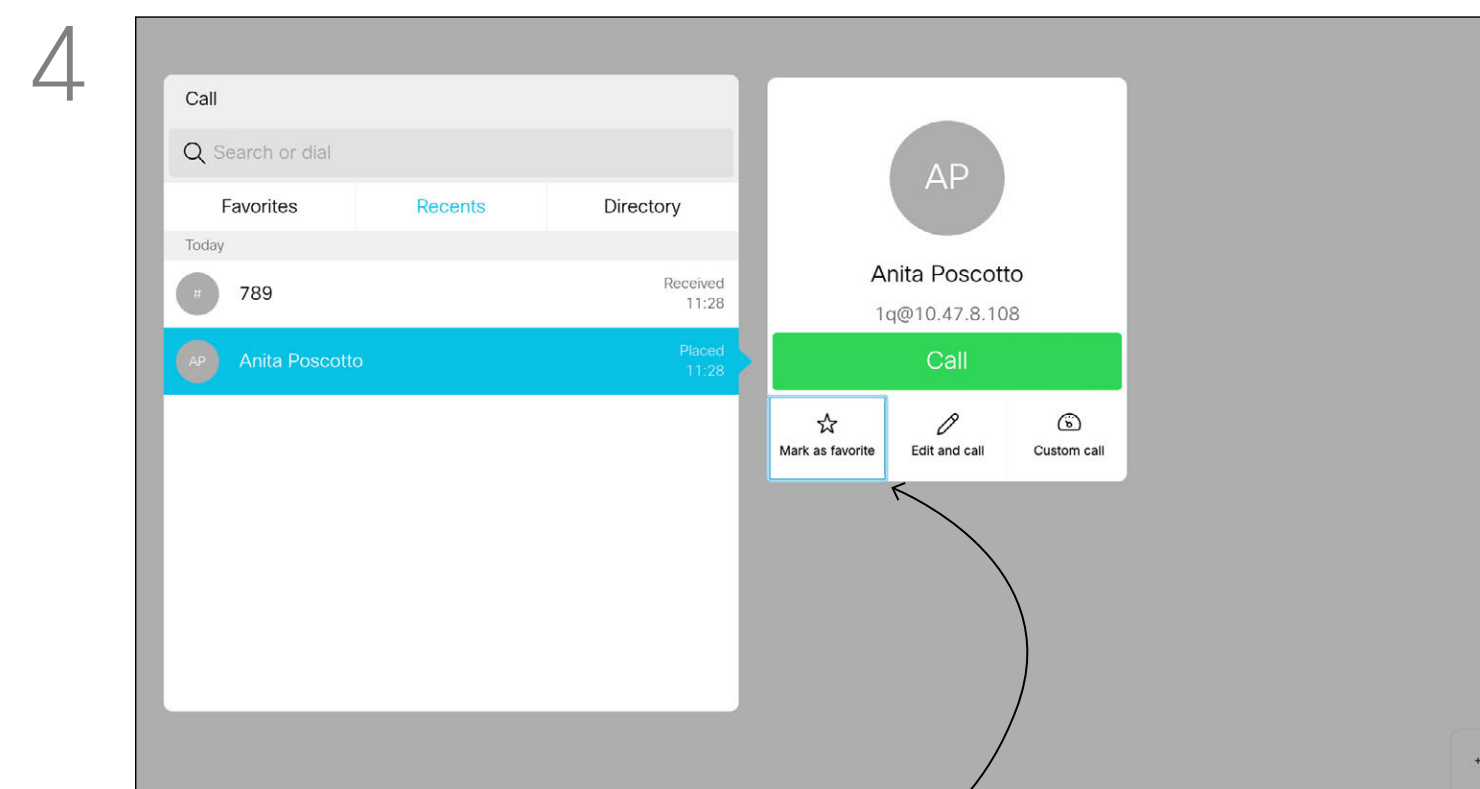 4
Call
Search or dial
Favorites Recents Directory
Today
# 789 Received
11:28
AP Anita Poscotto Placed
11:28
AP
Anita Poscotto
1q@10.47.8.108
Call
Mark as favorite Edit and call Custom call